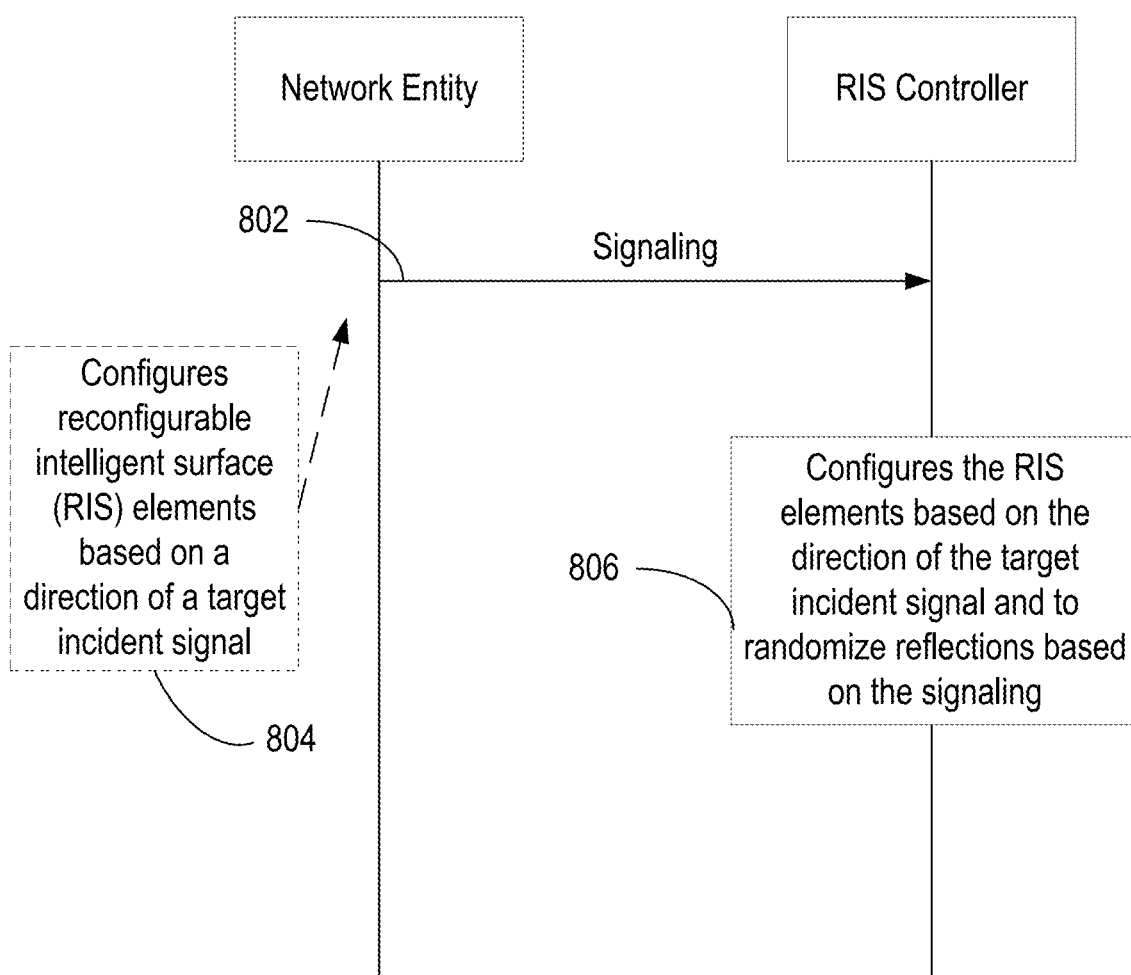 Network Entity
RIS Controller
802
Signaling
Configures
reconfigurable
intelligent surface
(RIS) elements
based on a
direction of a target
incident signal
804
806
Configures the RIS
elements based on the
direction of the target
incident signal and to
randomize reflections based
on the signaling